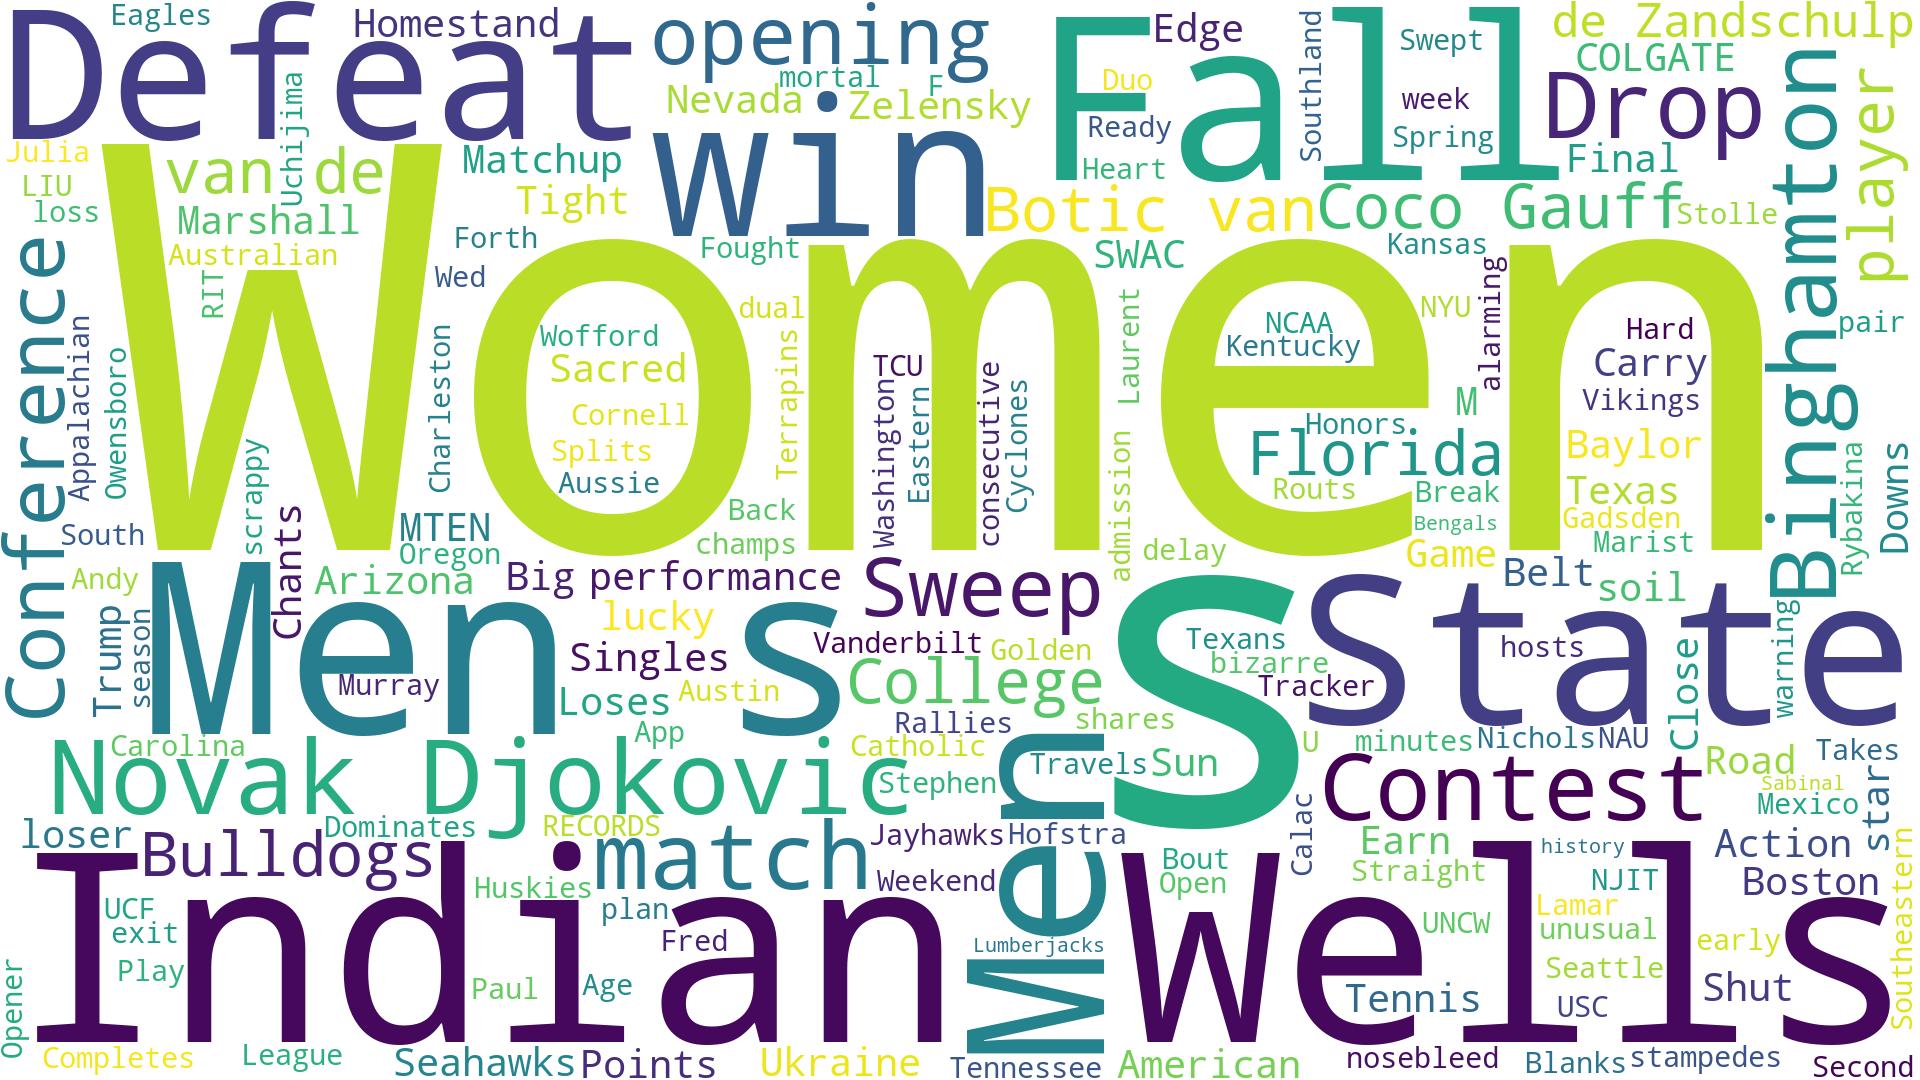 Eagles
Defeat
Homestand
opening
Edge
Fall
Southland
Swept
de Zandschulp
COLGATE
mortal
F
Duo
Nevada
Zelensky
week
Drop
Binghamton
player
Uchijima
win
Ready
Spring
Julia
van de
Matchup
Heart
Final
LIU
Tight
Botic van
Coco Gauff
Stolle
loss
Marshall
Forth
Fought
SWAC
Kansas
Australian
Wed
Women
Conference
RIT
Laurent
alarming
NYU
pair
dual
NCAA
Hard
Appalachian
Owensboro
Charleston
Wofford
Kentucky
Sacred
Terrapins
TCU
Washington
Eastern
consecutive
Cyclones
Carry
Cornell
M
Vikings
Splits
Honors
Florida
Baylor
Aussie
admission
Routs
Break
Texas
Rybakina
Downs
scrappy
Back
Bengals
Gadsden
South
Chants
MTEN
champs
delay
Marist
Oregon
Game
Andy
Arizona
Big
performance
Sweep
S
Belt
soil
Trump
season
Men s
lucky
State
warning
Vanderbilt
Golden
Texans
hosts
Close
Singles
College
bizarre
Murray
Tracker
Loses
Austin
App
Rallies
shares
Carolina
Catholic
Men
U
minutes
Nichols
NAU
Takes
Novak Djokovic
Travels
Sun
Road
Stephen
Contest
Sabinal
Mexico
star
loser
Dominates
RECORDS
Jayhawks
Hofstra
Calac
Bulldogs
match
Earn
history
Action
Southeastern
Indian
Wells
Bout
Huskies
Weekend
Open
Straight
NJIT
Boston
UCF
plan
Lamar
exit
Fred
Lumberjacks
UNCW
unusual
early
Opener
Play
Paul
Age
Seattle
Tennis
USC
Shut
Completes
League
Seahawks
Points
Ukraine
Tennessee
American
nosebleed
Blanks
stampedes
Second